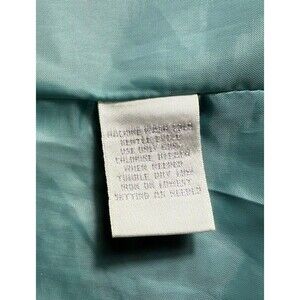 MACHINE WASH COLD
GENTLE CYCLE
USE ONLY NON-
CHLORINE BLEACH
WHEN NEEDED
TUMBLE DRY LOW
IRON ON LOWEST
SETTING AS NEEDED